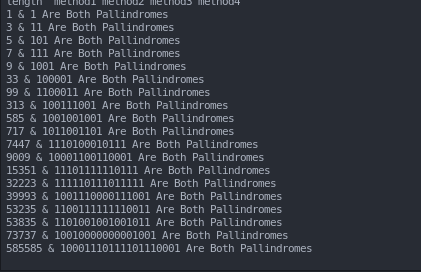 length method1 method2 method3 method4
1 & 1 Are Both Pallindromes
3 & 11 Are Both Pallindromes
5 & 101 Are Both Pallindromes
7 & 111 Are Both Pallindromes
9 & 1001 Are Both Pallindromes
33 & 100001 Are Both Pallindromes
99 & 1100011 Are Both Pallindromes
313 & 100111001 Are Both Pallindromes
585 & 1001001001 Are Both Pallindromes
717 & 1011001101 Are Both Pallindromes
7447 & 1110100010111 Are Both Pallindromes
9009 & 10001100110001 Are Both Pallindromes
15351 & 11101111110111 Are Both Pallindromes
32223 & 111110111011111 Are Both Pallindromes
39993 & 1001110000111001 Are Both Pallindromes
53235 & 1100111111110011 Are Both Pallindromes
53835 & 1101001001001011 Are Both Pallindromes
73737 & 10010000000001001 Are Both Pallindromes
585585 & 10001110111101110001 Are Both Pallindromes